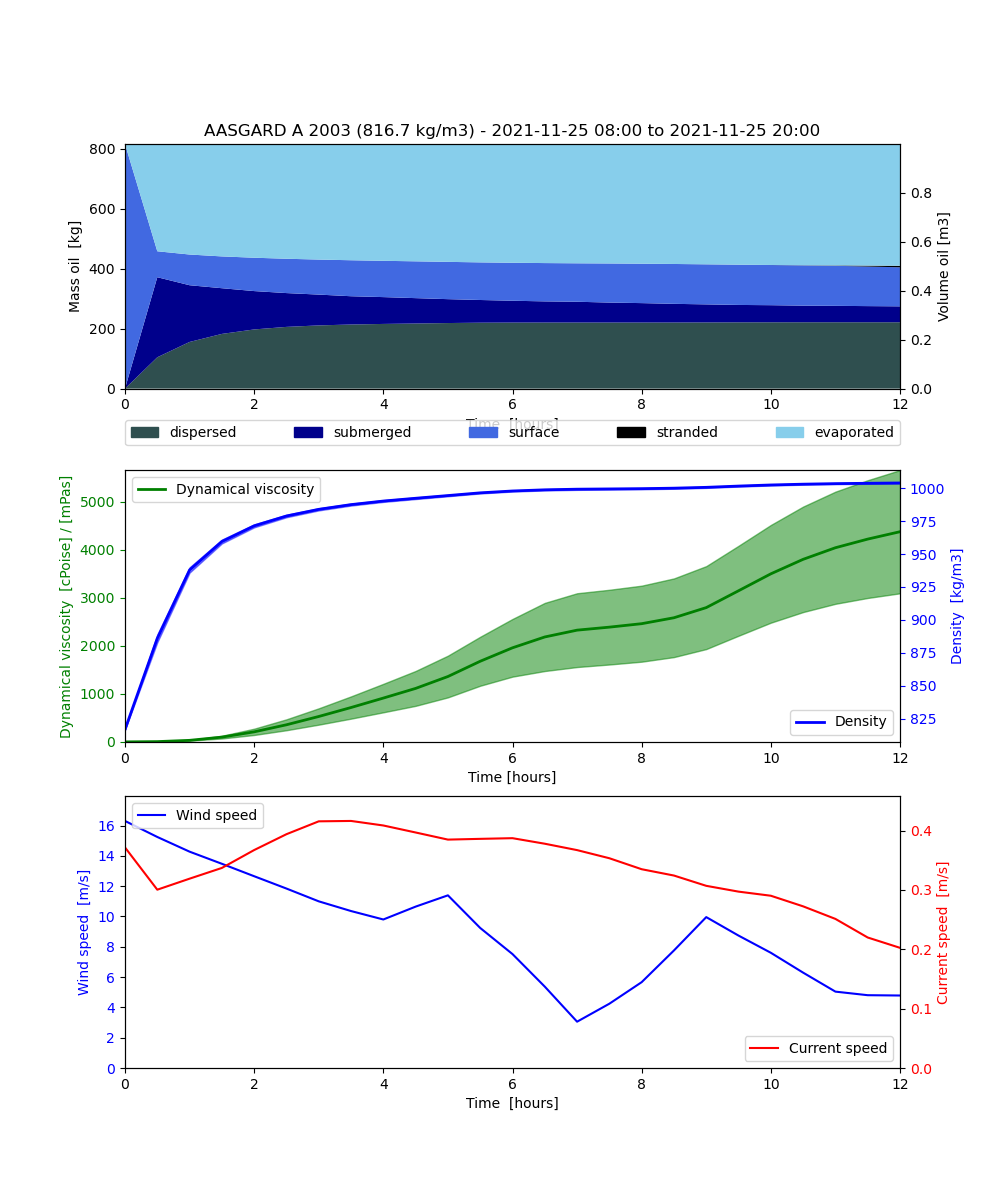 AASGARD A 2003 (816.7 kg/m3) - 2021-11-25 08:00 to 2021-11-25 20:00
800
600
400
200
0
Mass oil [kg]
0.8
0.6
0.4
0.2
0.0
Volume oil [m3]
0 2 4 6 8 10 12
Time [hours]
dispersed submerged surface stranded evaporated
Dynamical viscosity
5000
4000
3000
2000
1000
0
Dynamical viscosity [cPoise] / [mPas]
1000
975
950
925
900
875
850
825
Density [kg/m3]
Density
0 2 4 6 8 10 12
Time [hours]
Wind speed
16
14
12
10
8
6
4
2
0
Wind speed [m/s]
0.4
0.3
0.2
0.1
0.0
Current speed [m/s]
Current speed
0 2 4 6 8 10 12
Time [hours]